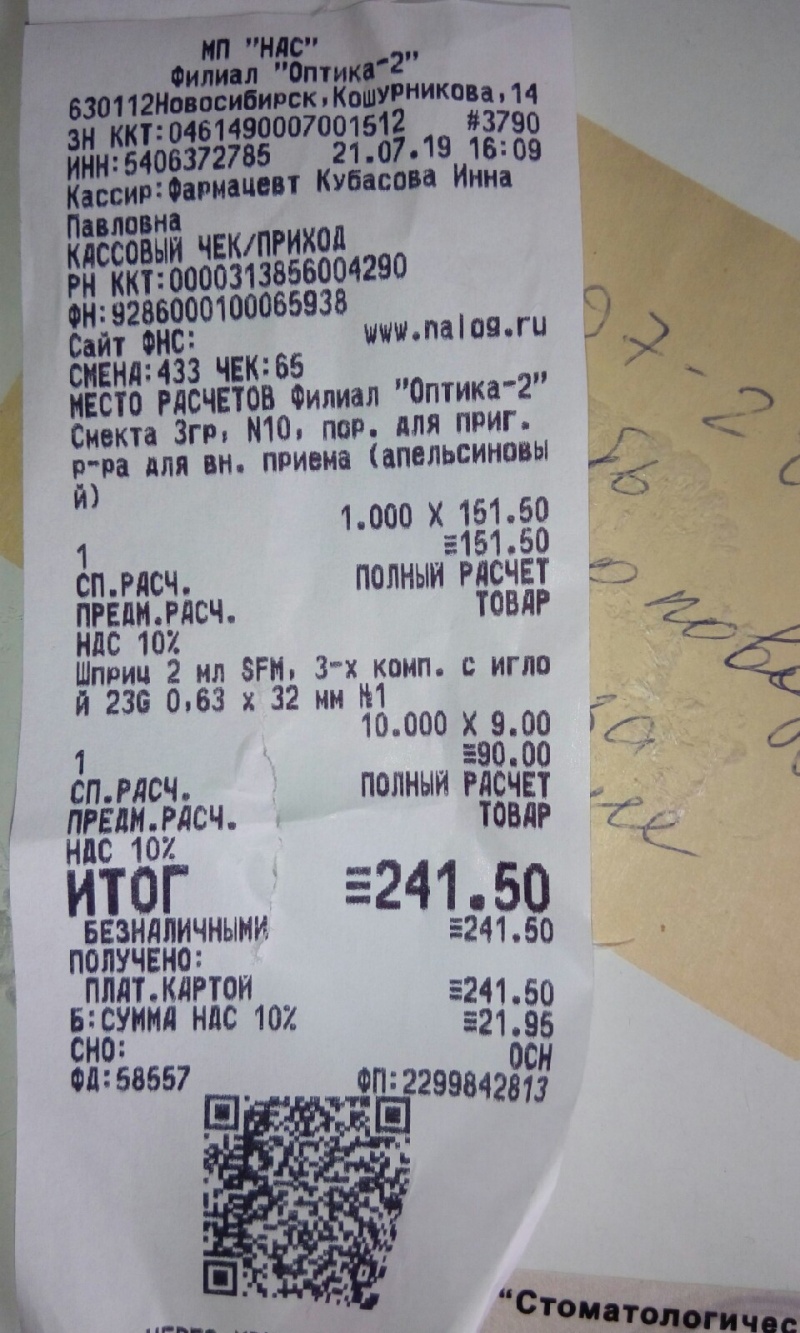 МП "НАС"
Филиал "Оптика-2"
630112Новосибирск,Кошурникова,14
ЗН ККТ:0461490007001512 #3790
ИНН:5406372785 21.07.19 16:09
Кассир:Фармацевт Кубасова Инна
Павловна
КАССОВЫЙ ЧЕК/ПРИХОД
РН ККТ:0000313856004290
ФН:9286000100065938
Сайт ФНС: www.nalog.ru
СМЕНА:433 ЧЕК:65
МЕСТО РАСЧЕТОВ Филиал "Оптика-2"
Смекта 3гр, N10, пор. для приг.
р-ра для вн. приема (апельсиновы
й)
1.000 X 151.50
1 ≡151.50
СП.РАСЧ. ПОЛНЫЙ РАСЧЕТ
ПРЕДМ.РАСЧ. ТОВАР
НДС 10%
Шприц 2 мл SFM, 3-х комп. с игло
й 23G 0,63 x 32 мм №1
10.000 X 9.00
1 ≡90.00
СП.РАСЧ. ПОЛНЫЙ РАСЧЕТ
ПРЕДМ.РАСЧ. ТОВАР
НДС 10%
ИТОГ ≡241.50
БЕЗНАЛИЧНЫМИ ≡241.50
ПОЛУЧЕНО:
ПЛАТ.КАРТОЙ ≡241.50
Б:СУММА НДС 10% ≡21.95
СНО: ОСН
ФД:58557 ФП:2299842813
"Стоматологичес